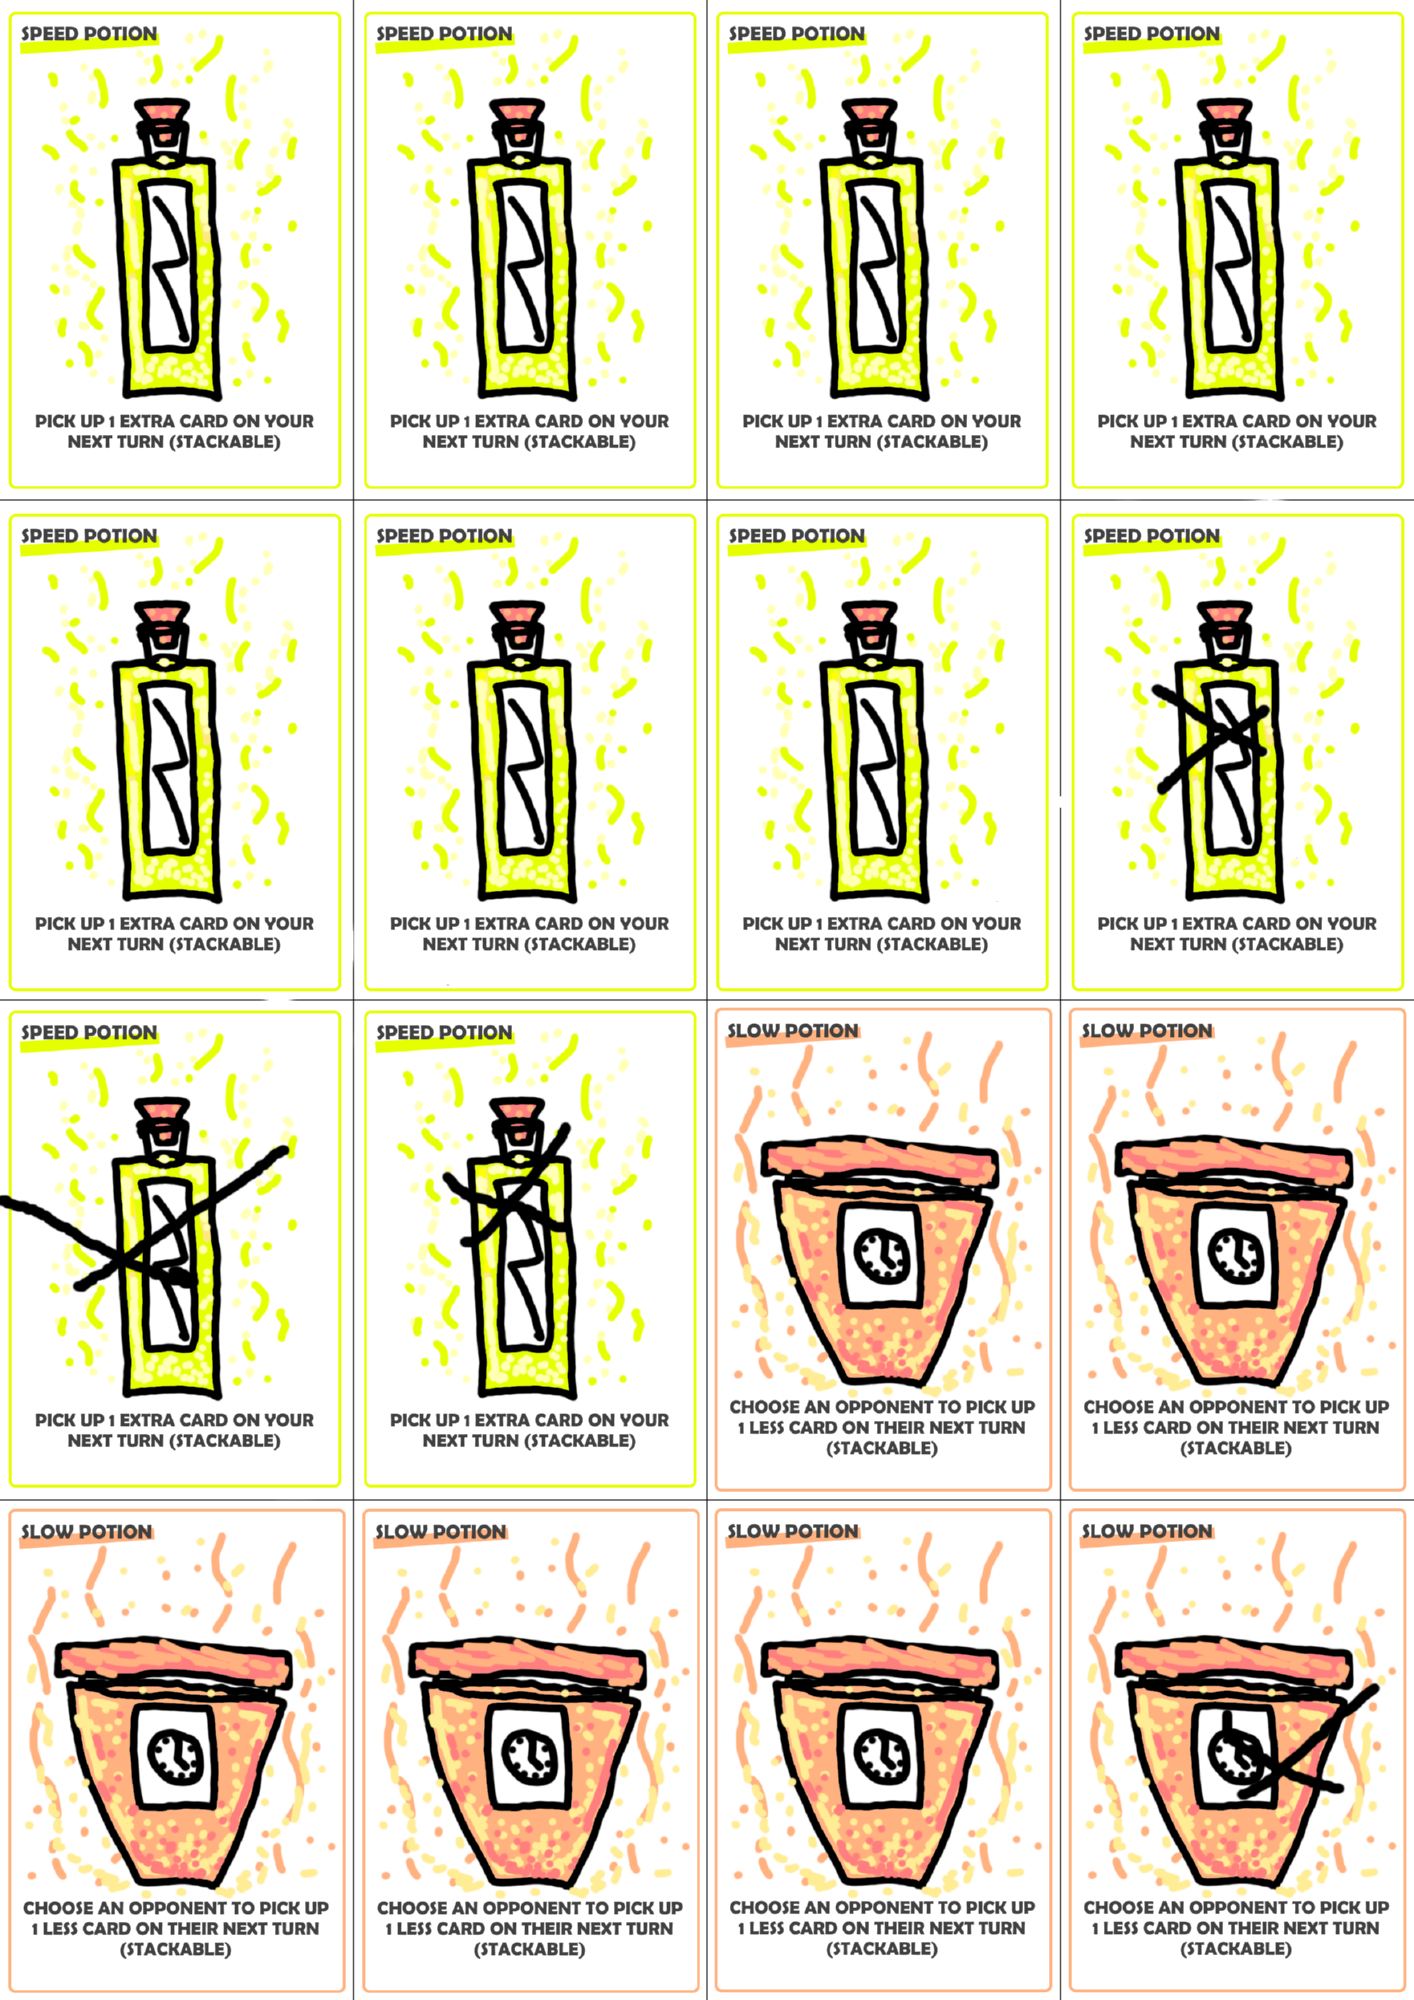 SPEED POTION
PICK UP 1 EXTRA CARD ON YOUR
NEXT TURN (STACKABLE)
SPEED POTION
PICK UP 1 EXTRA CARD ON YOUR
NEXT TURN (STACKABLE)
SPEED POTION
PICK UP 1 EXTRA CARD ON YOUR
NEXT TURN (STACKABLE)
SPEED POTION
PICK UP 1 EXTRA CARD ON YOUR
NEXT TURN (STACKABLE)
SPEED POTION
PICK UP 1 EXTRA CARD ON YOUR
NEXT TURN (STACKABLE)
SPEED POTION
PICK UP 1 EXTRA CARD ON YOUR
NEXT TURN (STACKABLE)
SPEED POTION
PICK UP 1 EXTRA CARD ON YOUR
NEXT TURN (STACKABLE)
SPEED POTION
PICK UP 1 EXTRA CARD ON YOUR
NEXT TURN (STACKABLE)
SPEED POTION
PICK UP 1 EXTRA CARD ON YOUR
NEXT TURN (STACKABLE)
SPEED POTION
PICK UP 1 EXTRA CARD ON YOUR
NEXT TURN (STACKABLE)
SLOW POTION
CHOOSE AN OPPONENT TO PICK UP
1 LESS CARD ON THEIR NEXT TURN
(STACKABLE)
SLOW POTION
CHOOSE AN OPPONENT TO PICK UP
1 LESS CARD ON THEIR NEXT TURN
(STACKABLE)
SLOW POTION
CHOOSE AN OPPONENT TO PICK UP
1 LESS CARD ON THEIR NEXT TURN
(STACKABLE)
SLOW POTION
CHOOSE AN OPPONENT TO PICK UP
1 LESS CARD ON THEIR NEXT TURN
(STACKABLE)
SLOW POTION
CHOOSE AN OPPONENT TO PICK UP
1 LESS CARD ON THEIR NEXT TURN
(STACKABLE)
SLOW POTION
CHOOSE AN OPPONENT TO PICK UP
1 LESS CARD ON THEIR NEXT TURN
(STACKABLE)